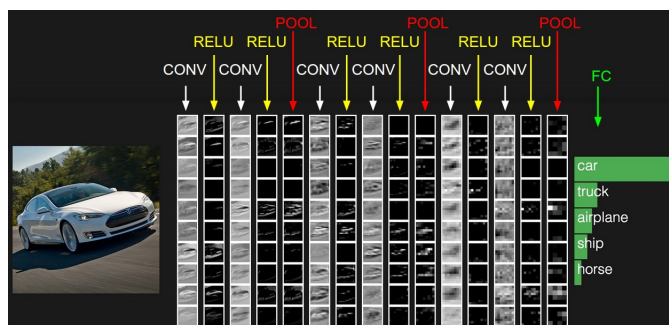 POOL POOL POOL
RELU RELU RELU RELU RELU RELU
CONV CONV CONV CONV CONV CONV
FC
car
truck
airplane
ship
horse